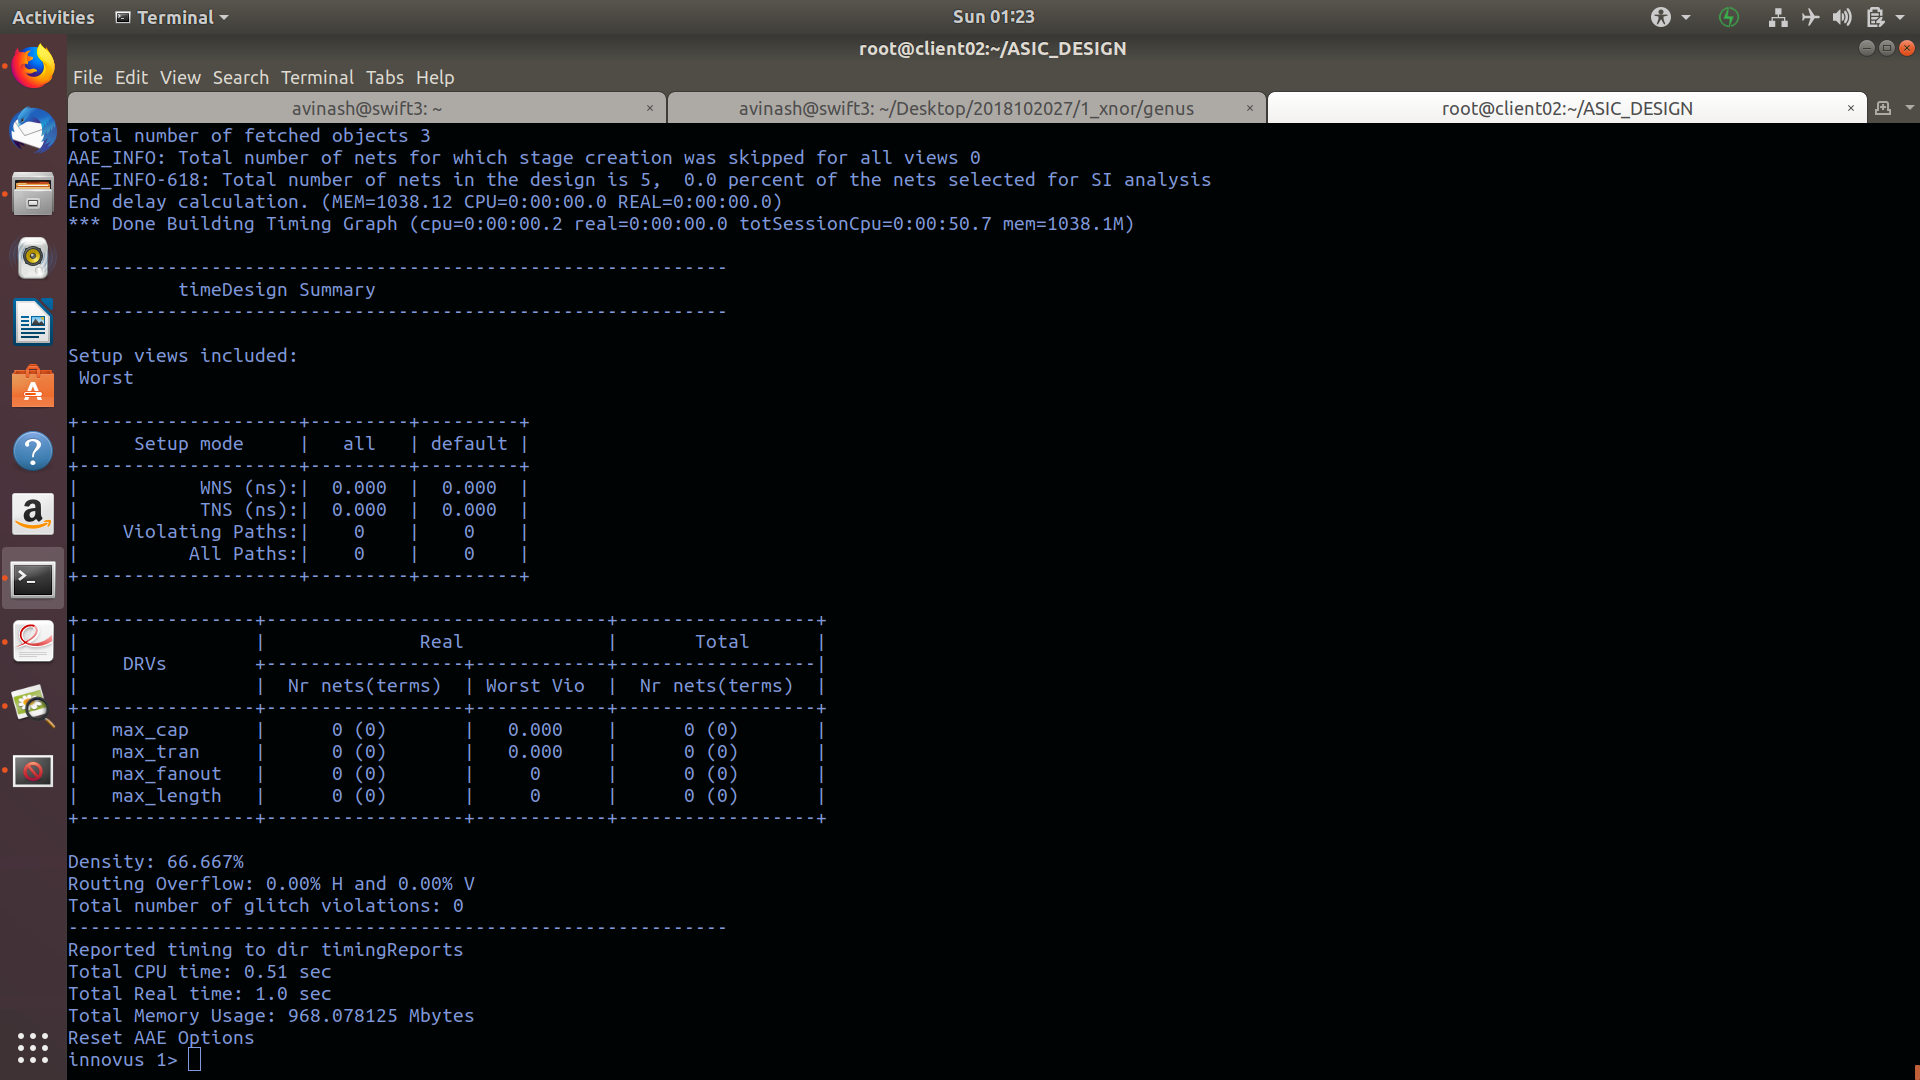 Activities Terminal Sun 01:23
root@client02:~/ASIC_DESIGN
File Edit View Search Terminal Tabs Help
avinash@swift3: ~ × avinash@swift3: ~/Desktop/2018102027/1_xnor/genus × root@client02:~/ASIC_DESIGN ×
Total number of fetched objects 3
AAE_INFO: Total number of nets for which stage creation was skipped for all views 0
AAE_INFO-618: Total number of nets in the design is 5,  0.0 percent of the nets selected for SI analysis
End delay calculation. (MEM=1038.12 CPU=0:00:00.0 REAL=0:00:00.0)
*** Done Building Timing Graph (cpu=0:00:00.2 real=0:00:00.0 totSessionCpu=0:00:50.7 mem=1038.1M)
------------------------------------------------------------
          timeDesign Summary
------------------------------------------------------------
Setup views included:
 Worst
+--------------------+---------+---------+
|     Setup mode     |   all   | default |
+--------------------+---------+---------+
|           WNS (ns):|  0.000  |  0.000  |
|           TNS (ns):|  0.000  |  0.000  |
|    Violating Paths:|    0    |    0    |
|          All Paths:|    0    |    0    |
+--------------------+---------+---------+
+----------------+-------------------------------+------------------+
|                |              Real             |       Total      |
|    DRVs        +------------------+------------+------------------|
|                |  Nr nets(terms)  | Worst Vio  |  Nr nets(terms)  |
+----------------+------------------+------------+------------------+
|   max_cap      |      0 (0)       |   0.000    |      0 (0)       |
|   max_tran     |      0 (0)       |   0.000    |      0 (0)       |
|   max_fanout   |      0 (0)       |     0      |      0 (0)       |
|   max_length   |      0 (0)       |     0      |      0 (0)       |
+----------------+------------------+------------+------------------+
Density: 66.667%
Routing Overflow: 0.00% H and 0.00% V
Total number of glitch violations: 0
------------------------------------------------------------
Reported timing to dir timingReports
Total CPU time: 0.51 sec
Total Real time: 1.0 sec
Total Memory Usage: 968.078125 Mbytes
Reset AAE Options
innovus 1>